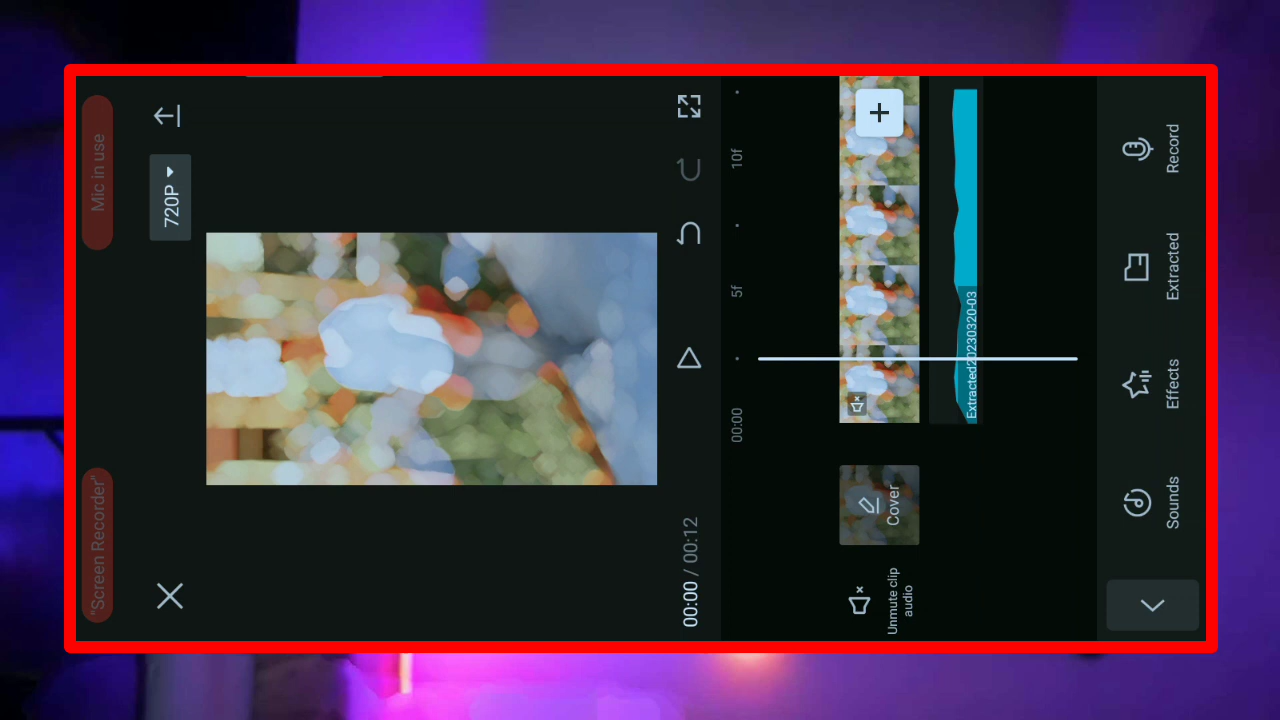 "Screen Recorder"
Mic in use
720P
00:00 / 00:12
00:00
5f
10f
Unmute clip
audio
Cover
Extracted20230320-03
Sounds
Effects
Extracted
Record